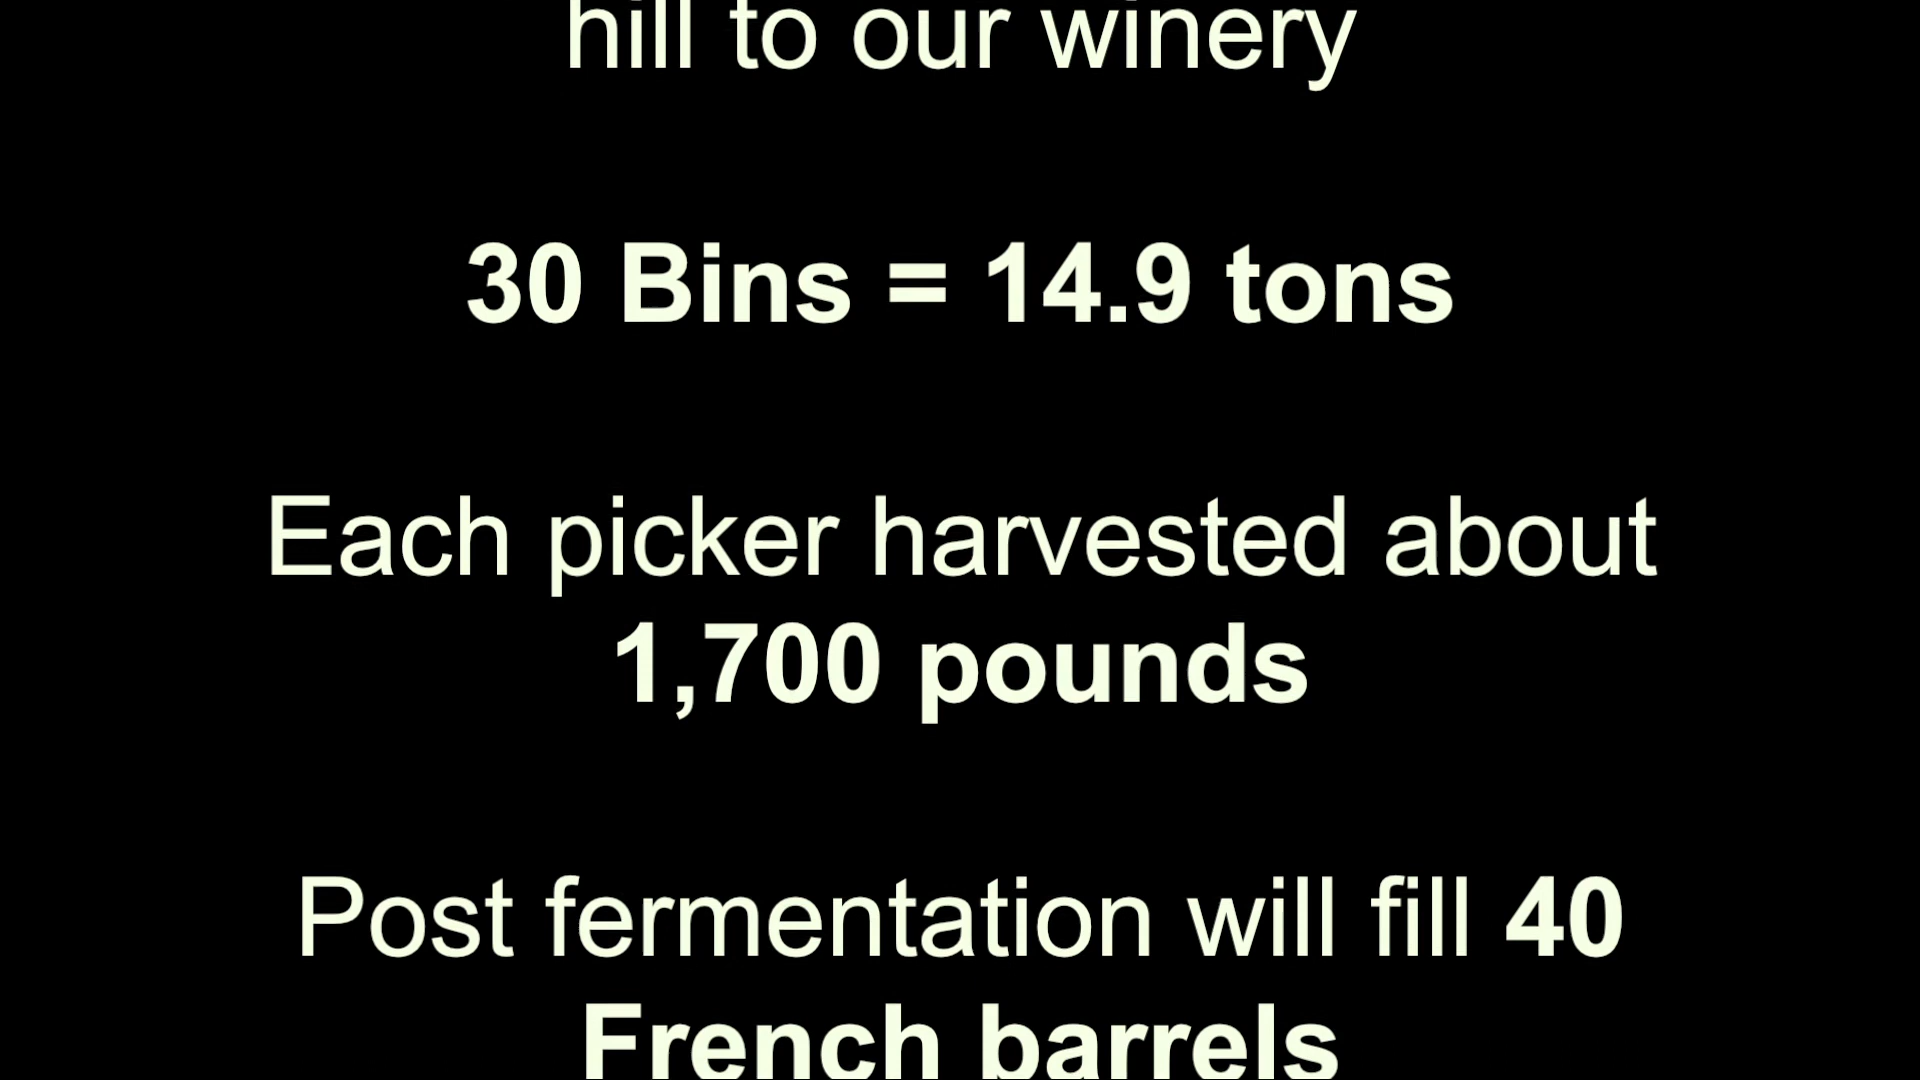 hill to our winery
30 Bins = 14.9 tons
Each picker harvested about
1,700 pounds
Post fermentation will fill 40
French barrels